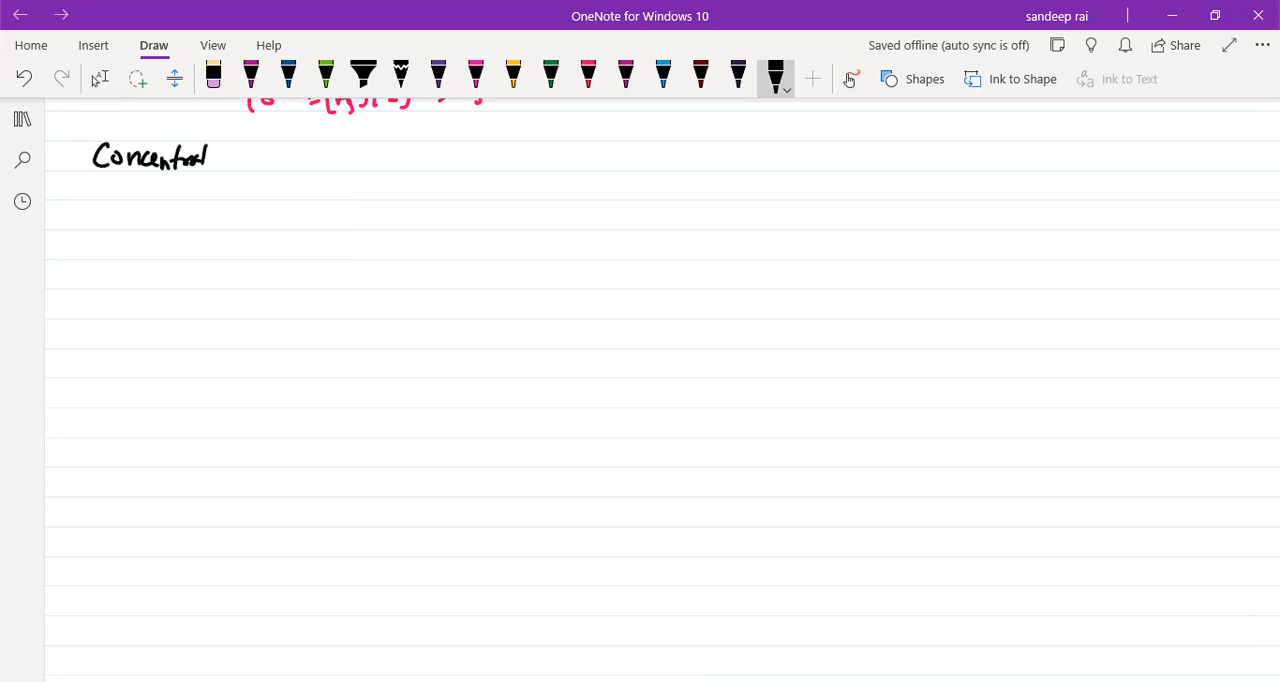 OneNote for Windows 10
sandeep rai
Home Insert Draw View Help
Saved offline (auto sync is off) Share
Shapes Ink to Shape Ink to Text
Concentrat